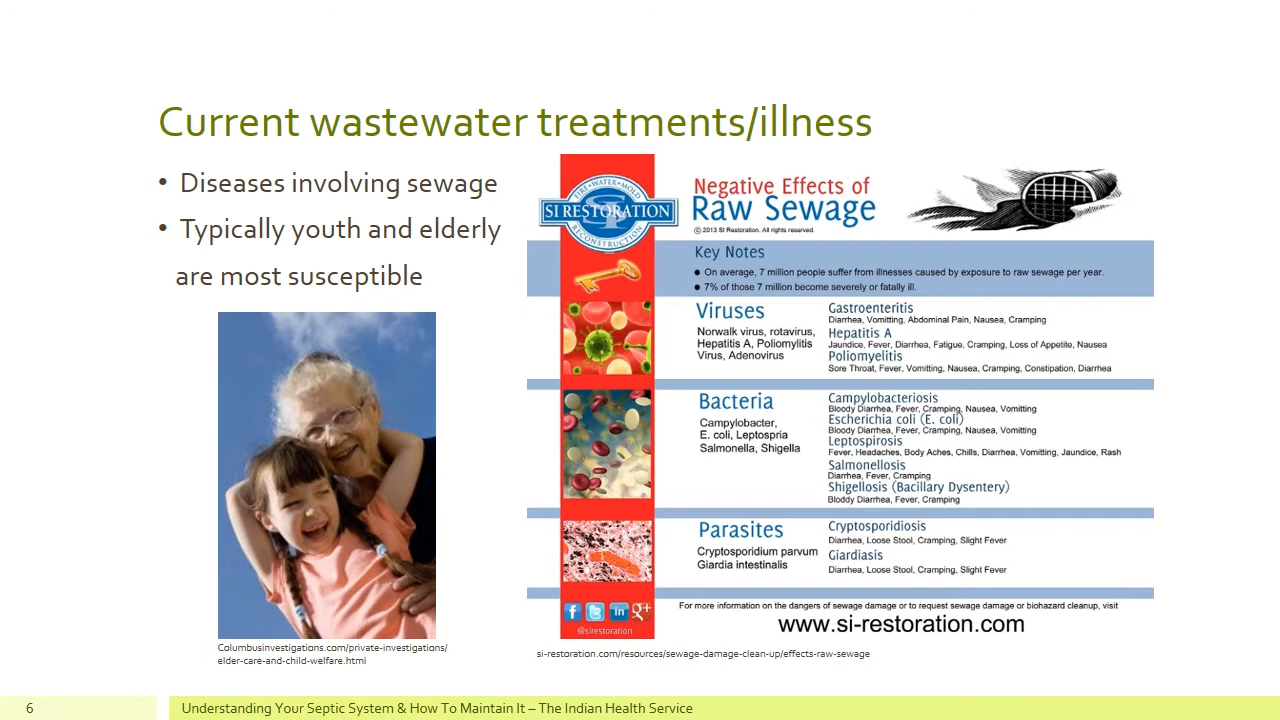 Current wastewater treatments/illness
• Diseases involving sewage
• Typically youth and elderly
are most susceptible
Columbusinvestigations.com/private-investigations/
elder-care-and-child-welfare.html
FIRE • WATER • MOLD
SI RESTORATION
RECONSTRUCTION
Negative Effects of
Raw Sewage
© 2013 SI Restoration. All rights reserved.
Key Notes
● On average, 7 million people suffer from illnesses caused by exposure to raw sewage per year.
● 7% of those 7 million become severely or fatally ill.
Viruses
Norwalk virus, rotavirus,
Hepatitis A, Poliomylitis
Virus, Adenovirus
Gastroenteritis
Diarrhea, Vomitting, Abdominal Pain, Nausea, Cramping
Hepatitis A
Jaundice, Fever, Diarrhea, Fatigue, Cramping, Loss of Appetite, Nausea
Poliomyelitis
Sore Throat, Fever, Vomitting, Nausea, Cramping, Constipation, Diarrhea
Bacteria
Campylobacter,
E. coli, Leptospria
Salmonella, Shigella
Campylobacteriosis
Bloody Diarrhea, Fever, Cramping, Nausea, Vomitting
Escherichia coli (E. coli)
Bloody Diarrhea, Fever, Cramping, Nausea, Vomitting
Leptospirosis
Fever, Headaches, Body Aches, Chills, Diarrhea, Vomitting, Jaundice, Rash
Salmonellosis
Diarrhea, Fever, Cramping
Shigellosis (Bacillary Dysentery)
Bloddy Diarrhea, Fever, Cramping
Parasites
Cryptosporidium parvum
Giardia intestinalis
Cryptosporidiosis
Diarrhea, Loose Stool, Cramping, Slight Fever
Giardiasis
Diarrhea, Loose Stool, Cramping, Slight Fever
@sirestoration
For more information on the dangers of sewage damage or to request sewage damage or biohazard cleanup, visit
www.si-restoration.com
si-restoration.com/resources/sewage-damage-clean-up/effects-raw-sewage
6
Understanding Your Septic System & How To Maintain It – The Indian Health Service